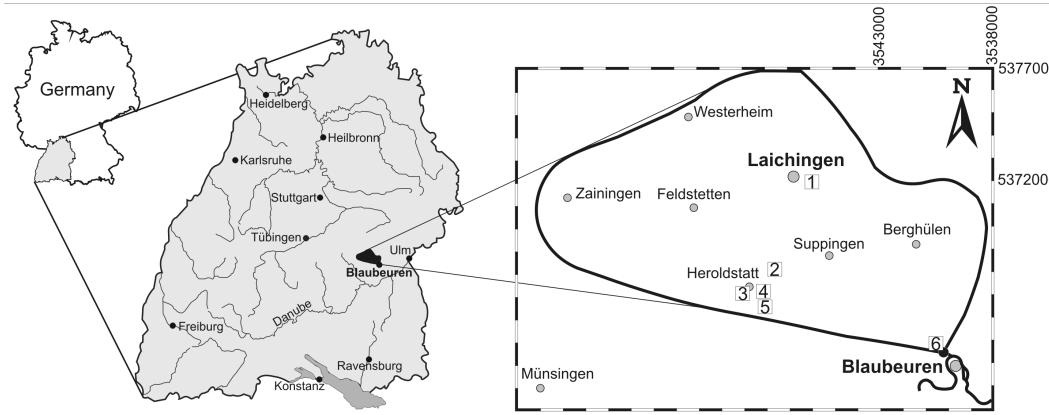 Germany
Heidelberg
Heilbronn
Karlsruhe
Stuttgart
Tübingen
Ulm
Blaubeuren
Danube
Freiburg
Ravensburg
Konstanz
3543000
3538000
537700
N
Westerheim
Laichingen
1
537200
Zainingen
Feldstetten
Berghülen
Suppingen
Heroldstatt
2
3
4
5
6
Blaubeuren
Münsingen